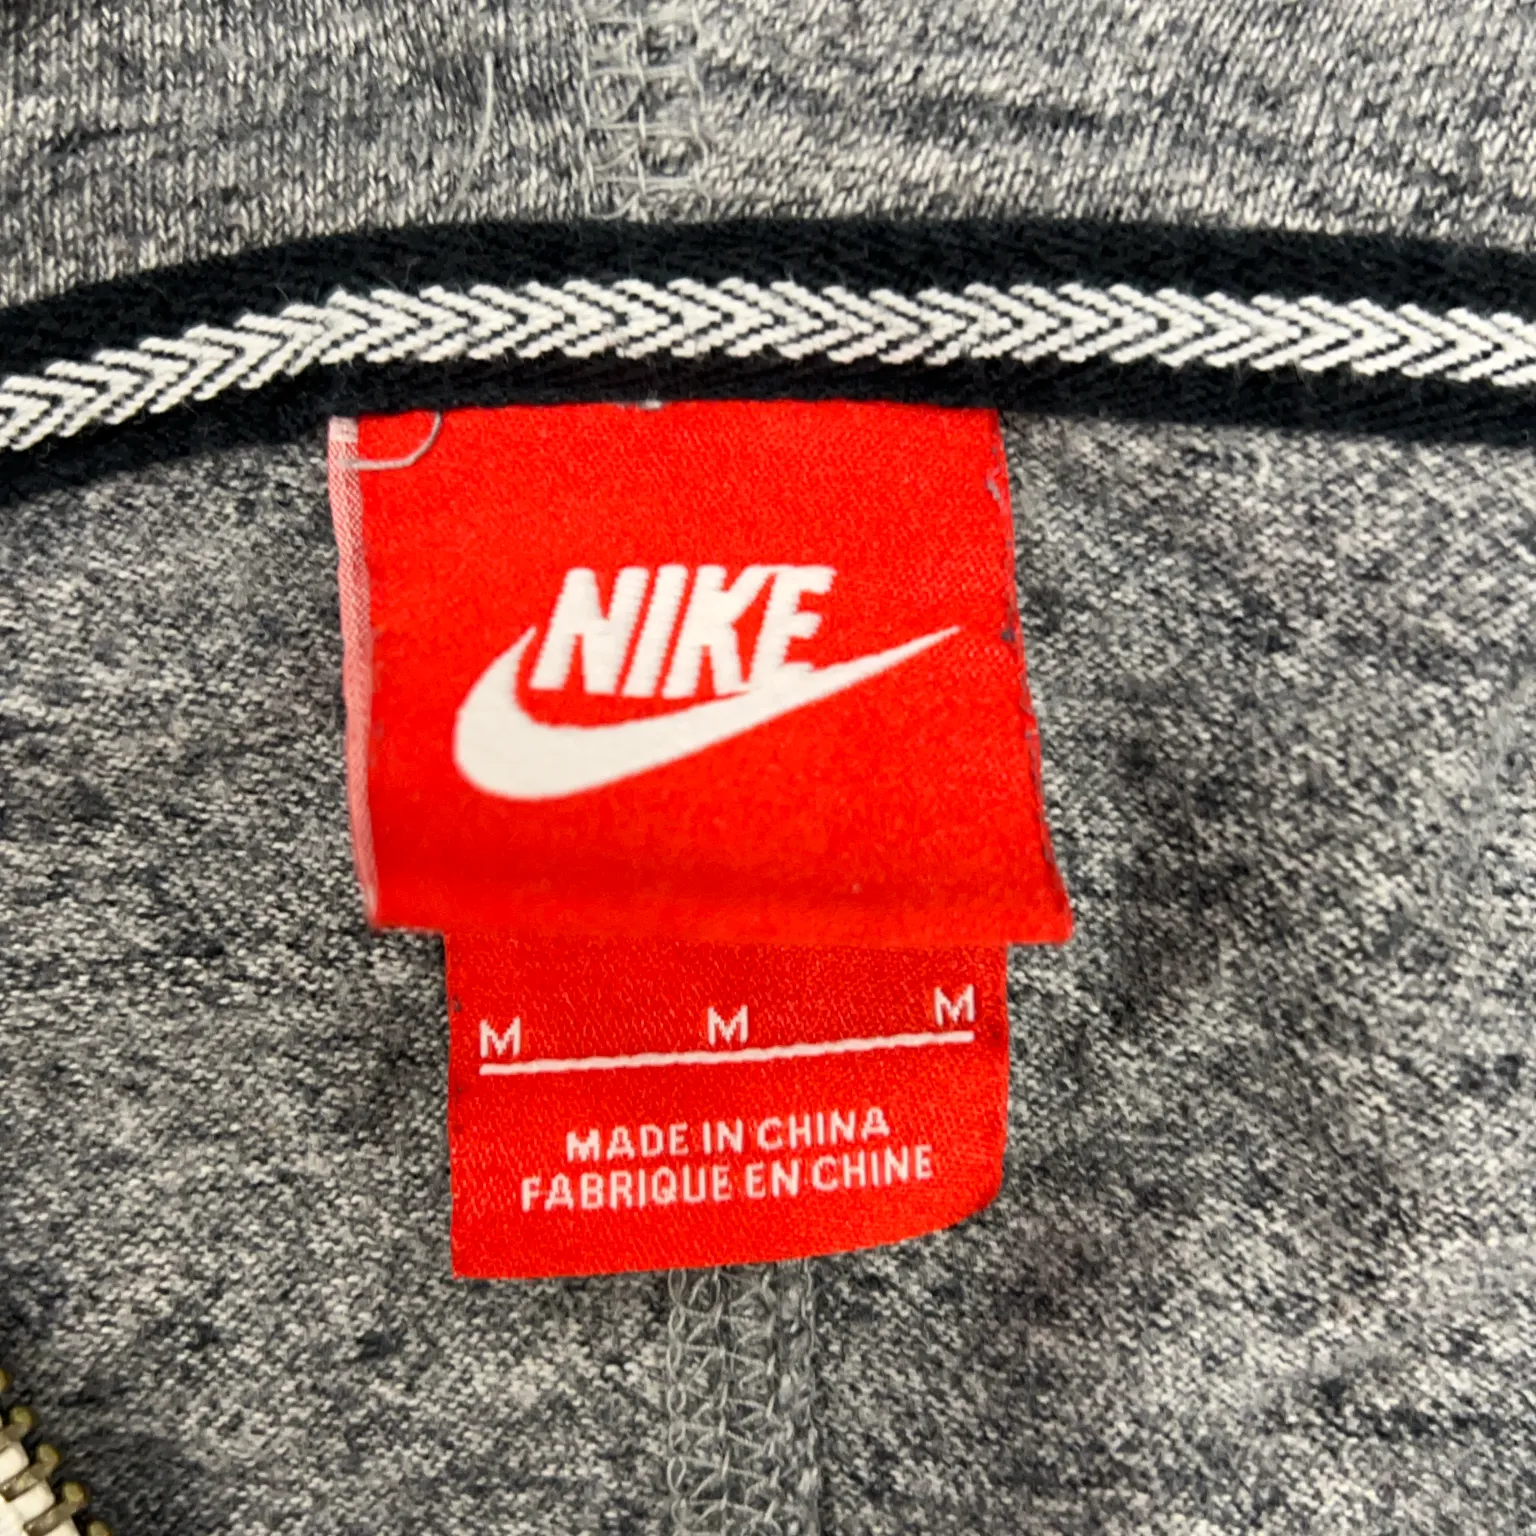 NIKE
M M M
MADE IN CHINA
FABRIQUE EN CHINE